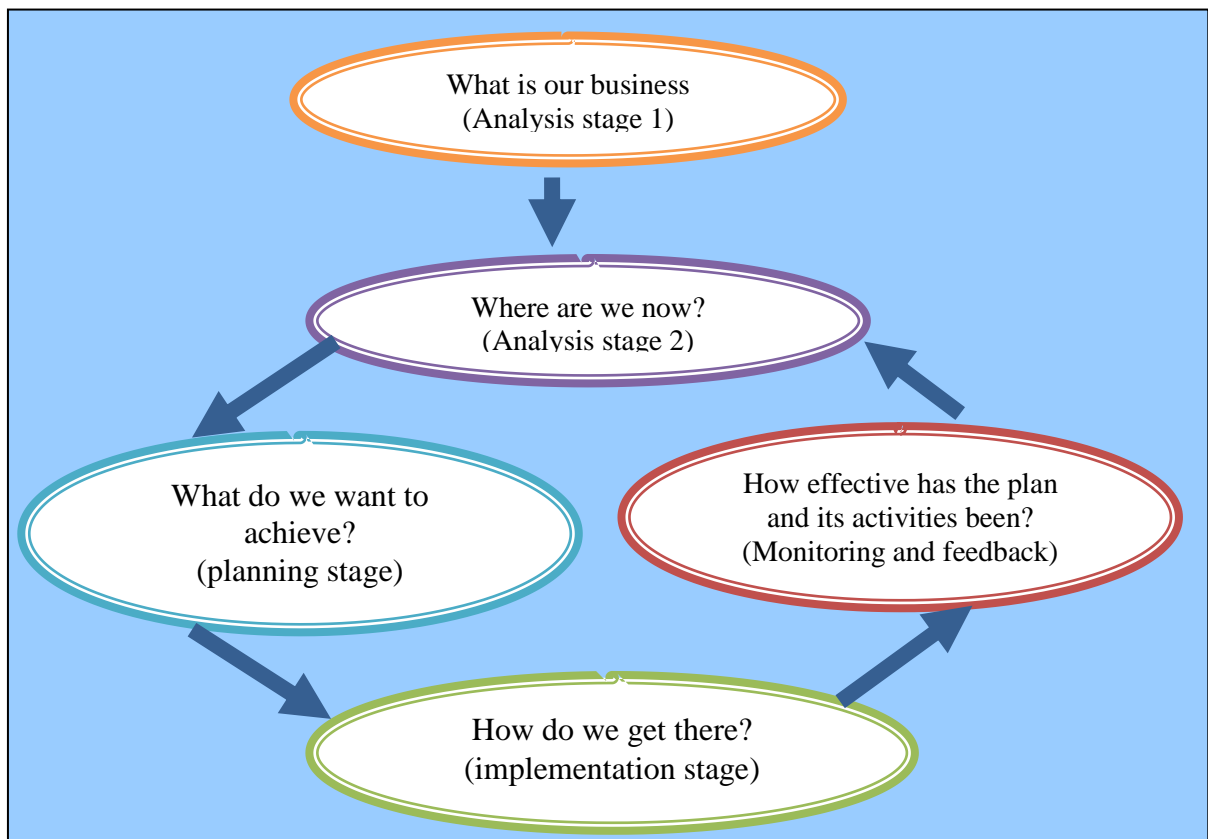 What is our business
(Analysis stage 1)
Where are we now?
(Analysis stage 2)
What do we want to
achieve?
(planning stage)
How effective has the plan
and its activities been?
(Monitoring and feedback)
How do we get there?
(implementation stage)